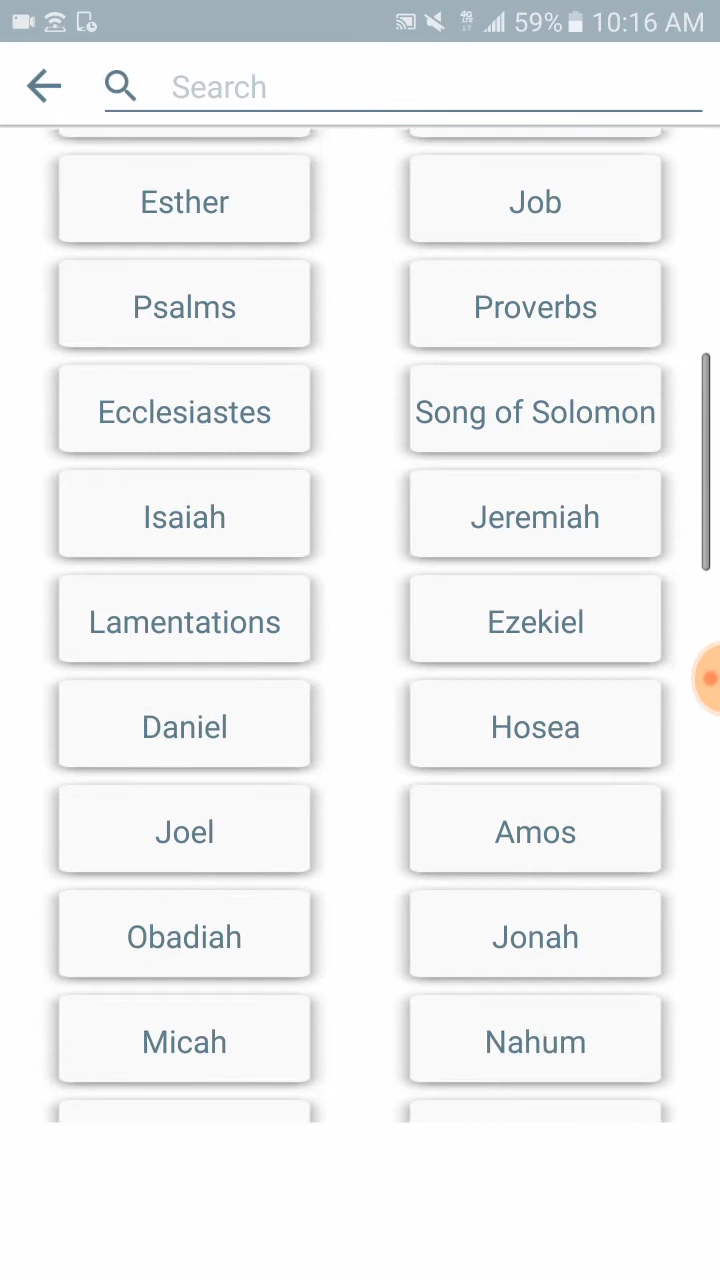 59% 10:16 AM
Search
Esther Job
Psalms Proverbs
Ecclesiastes Song of Solomon
Isaiah Jeremiah
Lamentations Ezekiel
Daniel Hosea
Joel Amos
Obadiah Jonah
Micah Nahum